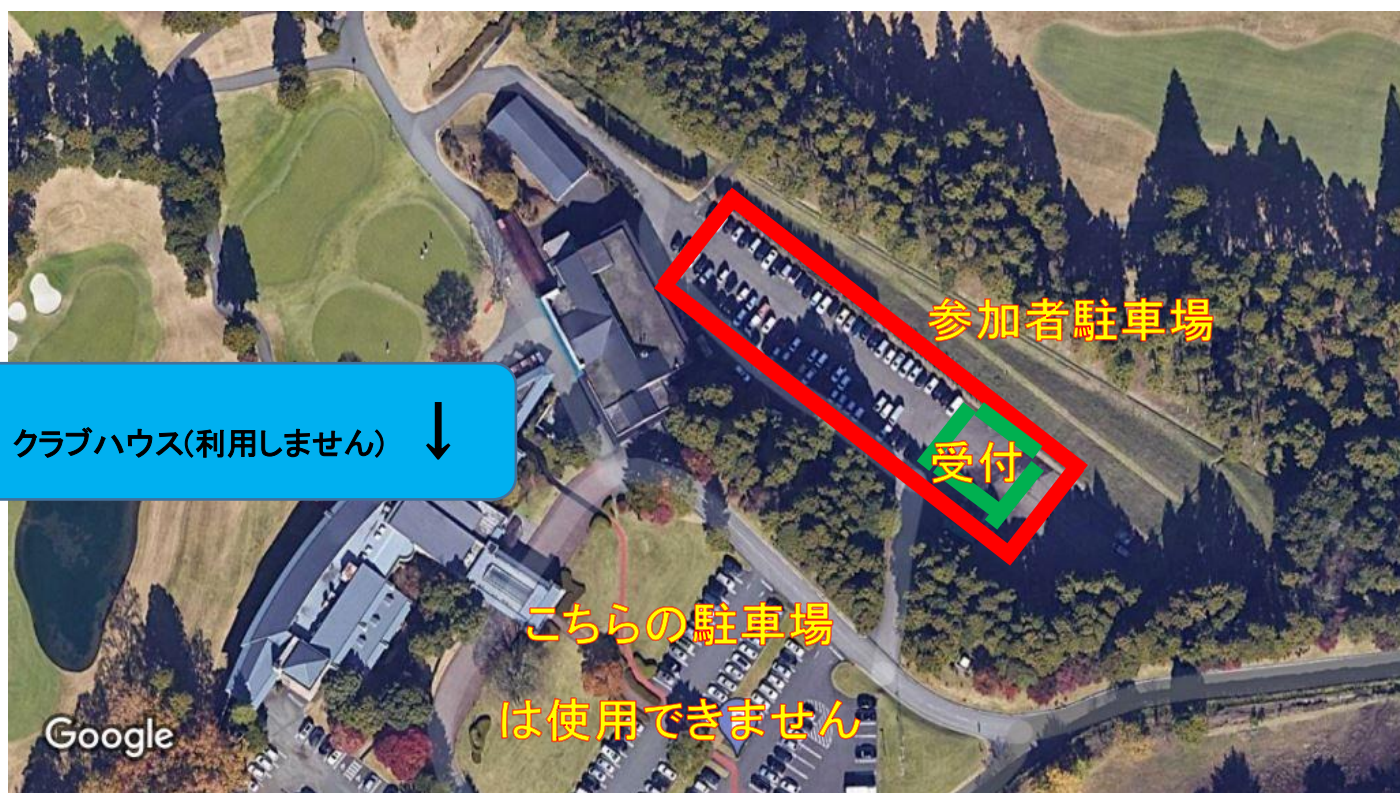 参加者駐車場
クラブハウス(利用しません) ↓
受付
こちらの駐車場
は使用できません
Google